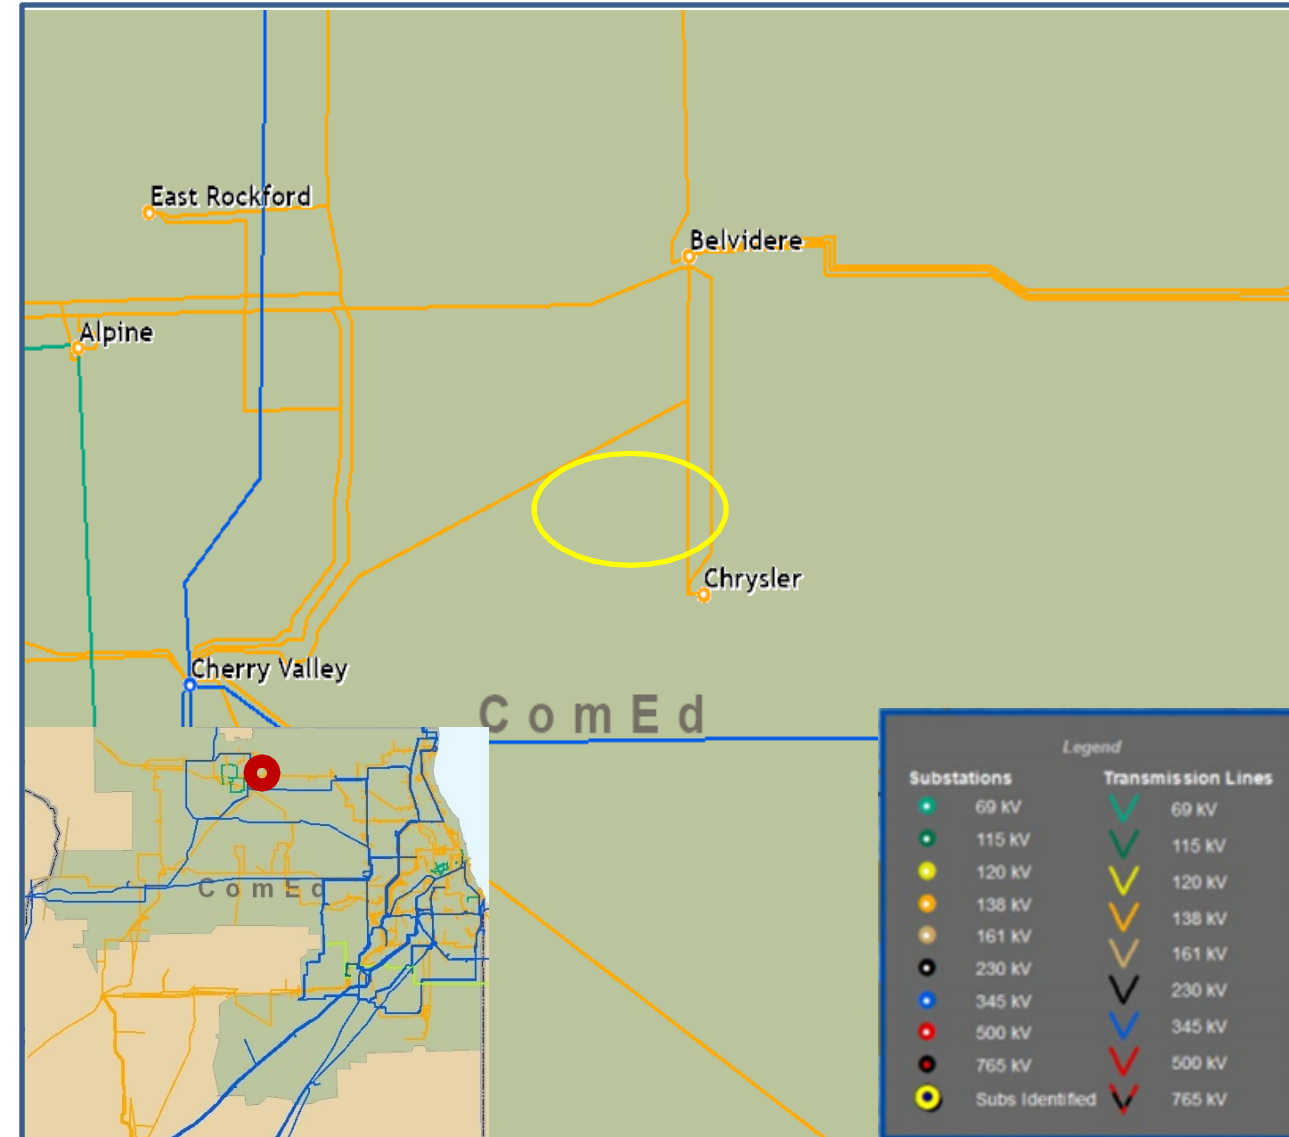 East Rockford
Belvidere
Alpine
Chrysler
Cherry Valley
ComEd
ComEd
Legend
Substations Transmission Lines
69 kV 69 kV
115 kV 115 kV
120 kV 120 kV
138 kV 138 kV
161 kV 161 kV
230 kV 230 kV
345 kV 345 kV
500 kV 500 kV
765 kV 765 kV
Subs Identified